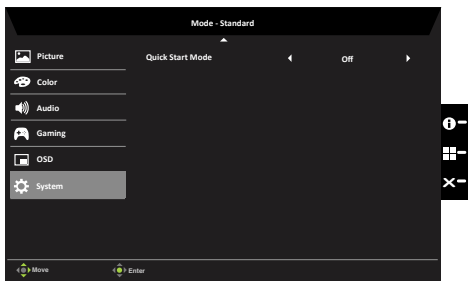 Mode - Standard
Picture
Quick Start Mode
Off
Color
Audio
Gaming
OSD
System
Move
Enter